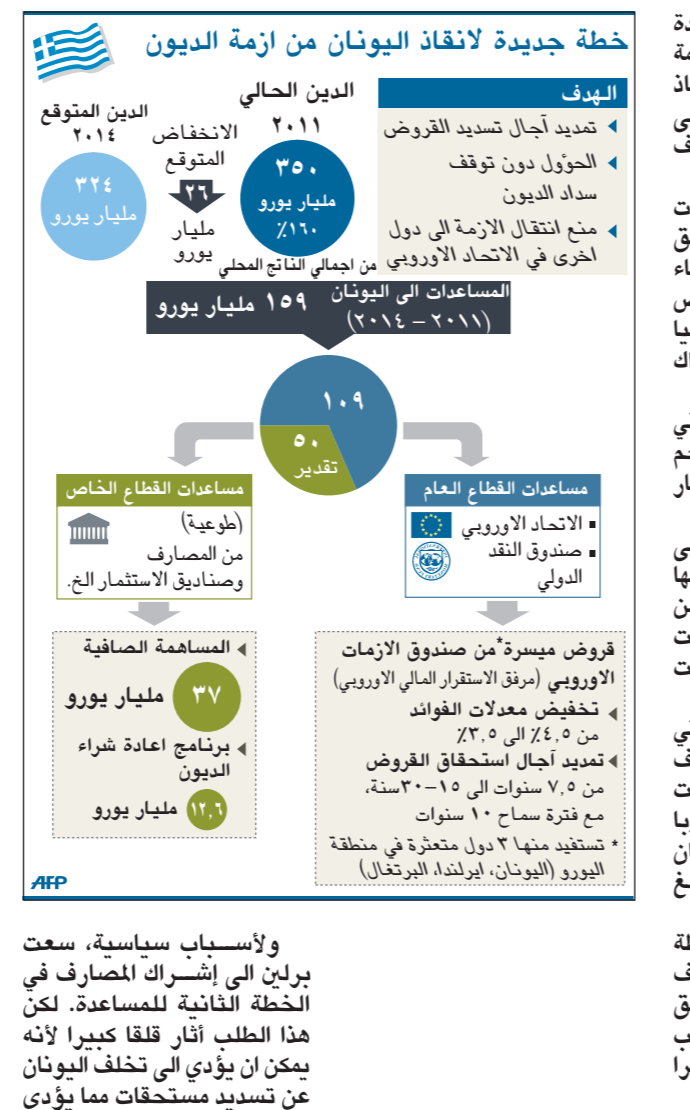 خطة جديدة لانقاذ اليونان من ازمة الديون
الهدف
تمديد آجال تسديد القروض
الحؤول دون توقف
سداد الديون
منع انتقال الازمة الى دول
اخرى في الاتحاد الاوروبي
الدين الحالي
٢٠١١
٣٥٠
مليار يورو
١٦٠٪
من اجمالي الناتج المحلي
الانخفاض
المتوقع
٢٦
مليار
يورو
الدين المتوقع
٢٠١٤
٣٢٤
مليار يورو
المساعدات الى اليونان
(٢٠١١ – ٢٠١٤)
١٥٩ مليار يورو
١٠٩
٥٠
تقدير
مساعدات القطاع العام
▪ الاتحاد الاوروبي
▪ صندوق النقد
الدولي
قروض ميسرة*من صندوق الازمات
الاوروبي (مرفق الاستقرار المالي الاوروبي)
تخفيض معدلات الفوائد
من ٤,٥٪ الى ٣,٥٪
تمديد آجال استحقاق القروض
من ٧,٥ سنوات الى ١٥–٣٠سنة،
مع فترة سماح ١٠ سنوات
* تستفيد منها ٣ دول متعثرة في منطقة
اليورو (اليونان، ايرلندا، البرتغال)
مساعدات القطاع الخاص
(طوعية)
من المصارف
وصناديق الاستثمار الخ.
المساهمة الصافية
٣٧ مليار يورو
برنامج اعادة شراء
الديون
١٢,٦ مليار يورو
AFP
ولأســباب سياسية، سعت
برلين الى إشــراك المصارف في
الخطة الثانية للمساعدة. لكن
هذا الطلب أثار قلقا كبيرا لأنه
يمكن ان يؤدي الى تخلف اليونان
عن تسديد مستحقات مما يؤدي